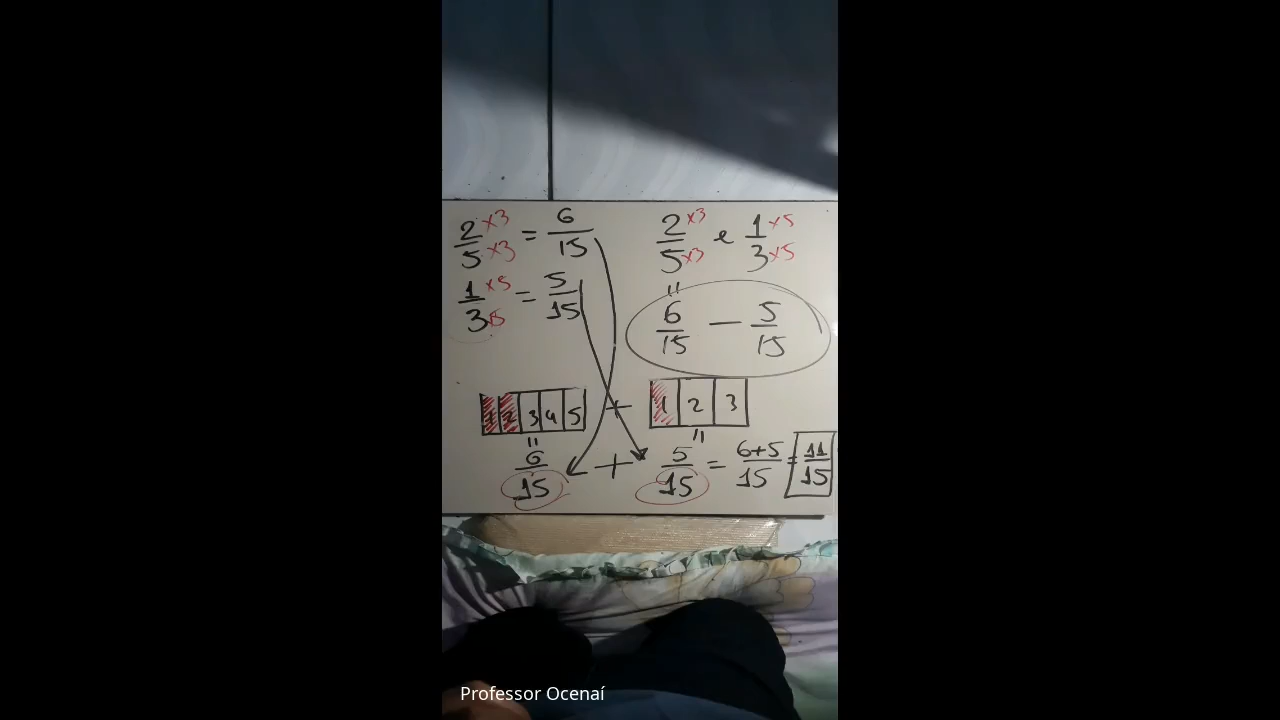 2/5 ×3 ×3 = 6/15
1/3 ×5 ×5 = 5/15
2/5 ×3 ×3 e 1/3 ×5 ×5
=
6/15 — 5/15
1 2 3 4 5 + 1 2 3
= =
6/15 + 5/15 = 6+5/15 = 11/15
Professor Ocenaí